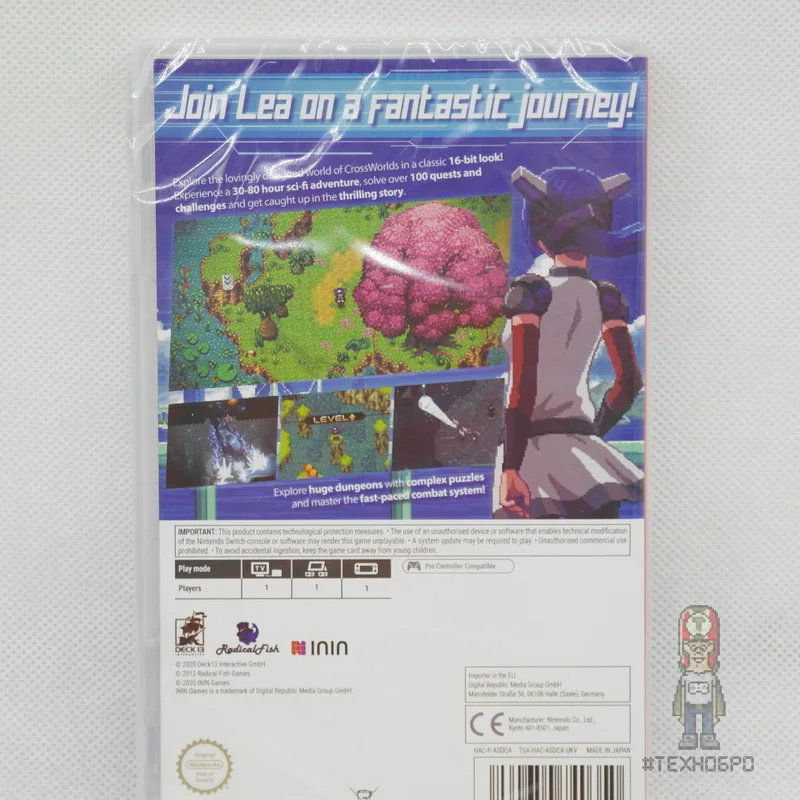 Join Lea on a fantastic journey!
Explore the lovingly designed world of CrossWorlds in a classic 16-bit look!
Experience a 30-80 hour sci-fi adventure, solve over 100 quests and
challenges and get caught up in the thrilling story.
LEVEL
Explore huge dungeons with complex puzzles
and master the fast-paced combat system!
IMPORTANT: This product contains technological protection measures • The use of an unauthorised device or software that enables technical modification
of the Nintendo Switch console or software may render this game unplayable. • A system update may be required to play • Unauthorised commercial use
prohibited. • To avoid accidental ingestion, keep the game card away from young children.
Play mode TV
Pro Controller Compatible
Players 1 1 1
DECK13
INTERACTIVE
RadicalFish
ININ
© 2020 Deck13 Interactive GmbH
© 2012 Radical Fish Games
© 2020 ININ Games
ININ Games is a trademark of Digital Republic Media Group GmbH.
Importer in the EU
Digital Republic Media Group GmbH
Mansfelder Straße 56, 06108 Halle (Saale), Germany
CE
Manufacturer: Nintendo Co., Ltd.,
Kyoto 601-8501, Japan
HAC-P-ASDCA TSA-HAC-ASDCA-UKV MADE IN JAPAN
Original
Nintendo
Seal of
Quality
T
#ТЕХНОБРО